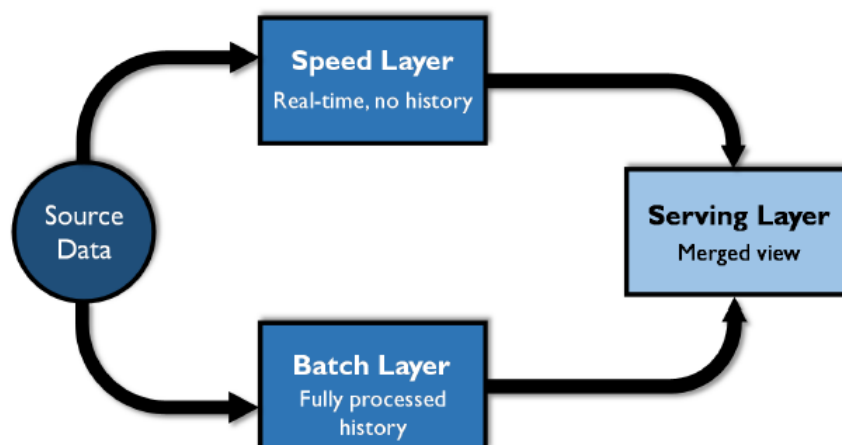 Speed Layer
Real-time, no history
Source
Data
Serving Layer
Merged view
Batch Layer
Fully processed
history